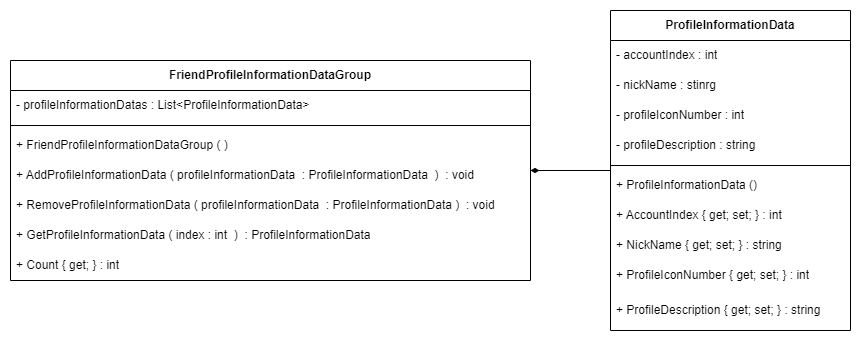 FriendProfileInformationDataGroup
- profileInformationDatas : List<ProfileInformationData>
+ FriendProfileInformationDataGroup ( )
+ AddProfileInformationData ( profileInformationData : ProfileInformationData ) : void
+ RemoveProfileInformationData ( profileInformationData : ProfileInformationData ) : void
+ GetProfileInformationData ( index : int ) : ProfileInformationData
+ Count { get; } : int
ProfileInformationData
- accountIndex : int
- nickName : stinrg
- profileIconNumber : int
- profileDescription : string
+ ProfileInformationData ()
+ AccountIndex { get; set; } : int
+ NickName { get; set; } : string
+ ProfileIconNumber { get; set; } : int
+ ProfileDescription { get; set; } : string